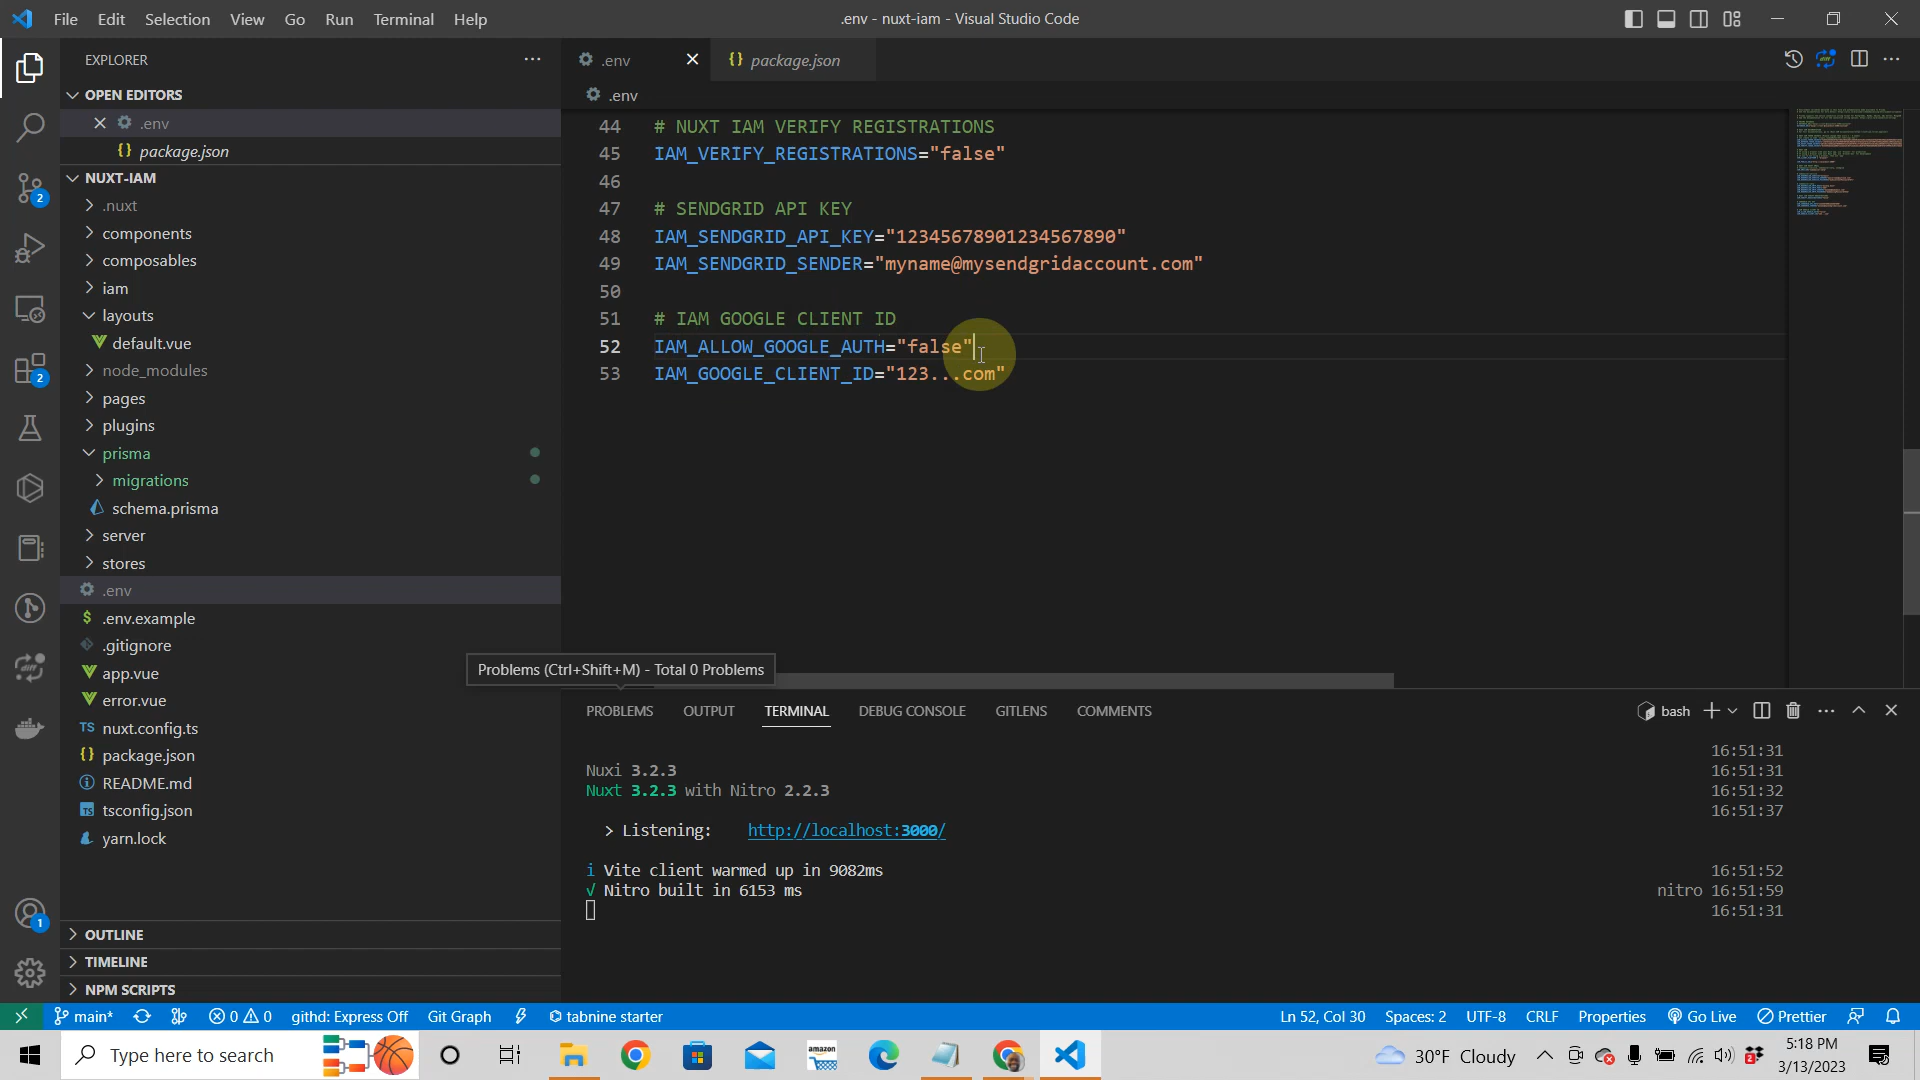 File Edit Selection View Go Run Terminal Help
.env - nuxt-iam - Visual Studio Code
EXPLORER
OPEN EDITORS
.env
package.json
NUXT-IAM
.nuxt
components
composables
iam
layouts
default.vue
node_modules
pages
plugins
prisma
migrations
schema.prisma
server
stores
.env
$ .env.example
.gitignore
app.vue
error.vue
TS nuxt.config.ts
{} package.json
README.md
TS tsconfig.json
yarn.lock
OUTLINE
TIMELINE
NPM SCRIPTS
2
2
1
.env
{} package.json
.env
44 # NUXT IAM VERIFY REGISTRATIONS
45 IAM_VERIFY_REGISTRATIONS="false"
46
47 # SENDGRID API KEY
48 IAM_SENDGRID_API_KEY="12345678901234567890"
49 IAM_SENDGRID_SENDER="myname@mysendgridaccount.com"
50
51 # IAM GOOGLE CLIENT ID
52 IAM_ALLOW_GOOGLE_AUTH="false"
53 IAM_GOOGLE_CLIENT_ID="123...com"
Problems (Ctrl+Shift+M) - Total 0 Problems
PROBLEMS OUTPUT TERMINAL DEBUG CONSOLE GITLENS COMMENTS
bash
16:51:31
Nuxi 3.2.3 16:51:31
Nuxt 3.2.3 with Nitro 2.2.3 16:51:32
16:51:37
> Listening: http://localhost:3000/
i Vite client warmed up in 9082ms 16:51:52
√ Nitro built in 6153 ms nitro 16:51:59
16:51:31
main* 0 0 githd: Express Off Git Graph tabnine starter
Ln 52, Col 30 Spaces: 2 UTF-8 CRLF Properties Go Live Prettier
Type here to search
amazon
30°F Cloudy
2
5:18 PM
3/13/2023